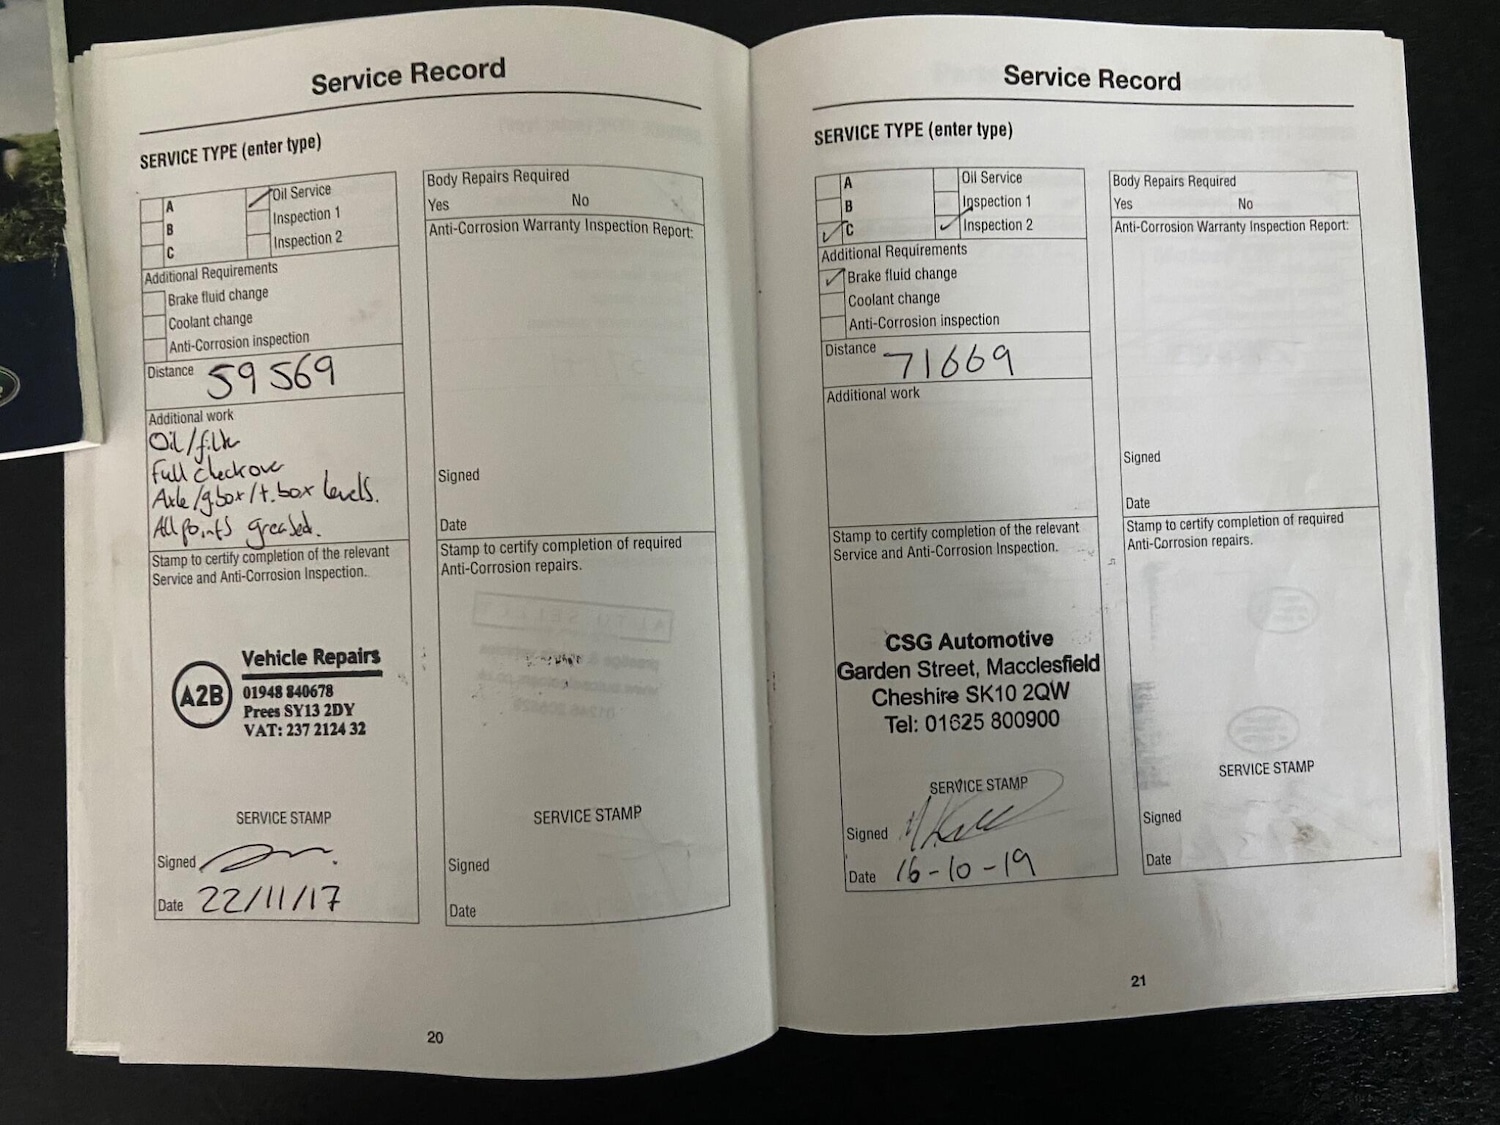 Service Record
SERVICE TYPE (enter type)
A
B
C
Oil Service
Inspection 1
Inspection 2
Additional Requirements
Brake fluid change
Coolant change
Anti-Corrosion inspection
Distance 59 569
Additional work
Oil/filter
Full checkover
Axle/gbox/t.box levels.
All points greased.
Stamp to certify completion of the relevant
Service and Anti-Corrosion Inspection.
A2B
Vehicle Repairs
01948 840678
Prees SY13 2DY
VAT: 237 2124 32
SERVICE STAMP
Signed
Date 22/11/17
Body Repairs Required
Yes No
Anti-Corrosion Warranty Inspection Report:
Signed
Date
Stamp to certify completion of required
Anti-Corrosion repairs.
SERVICE STAMP
Signed
Date
20
Service Record
SERVICE TYPE (enter type)
A
B
C
Oil Service
Inspection 1
Inspection 2
Additional Requirements
Brake fluid change
Coolant change
Anti-Corrosion inspection
Distance 71669
Additional work
Stamp to certify completion of the relevant
Service and Anti-Corrosion Inspection.
CSG Automotive
Garden Street, Macclesfield
Cheshire SK10 2QW
Tel: 01625 800900
SERVICE STAMP
Signed
Date 16-10-19
Body Repairs Required
Yes No
Anti-Corrosion Warranty Inspection Report:
Signed
Date
Stamp to certify completion of required
Anti-Corrosion repairs.
SERVICE STAMP
Signed
Date
21